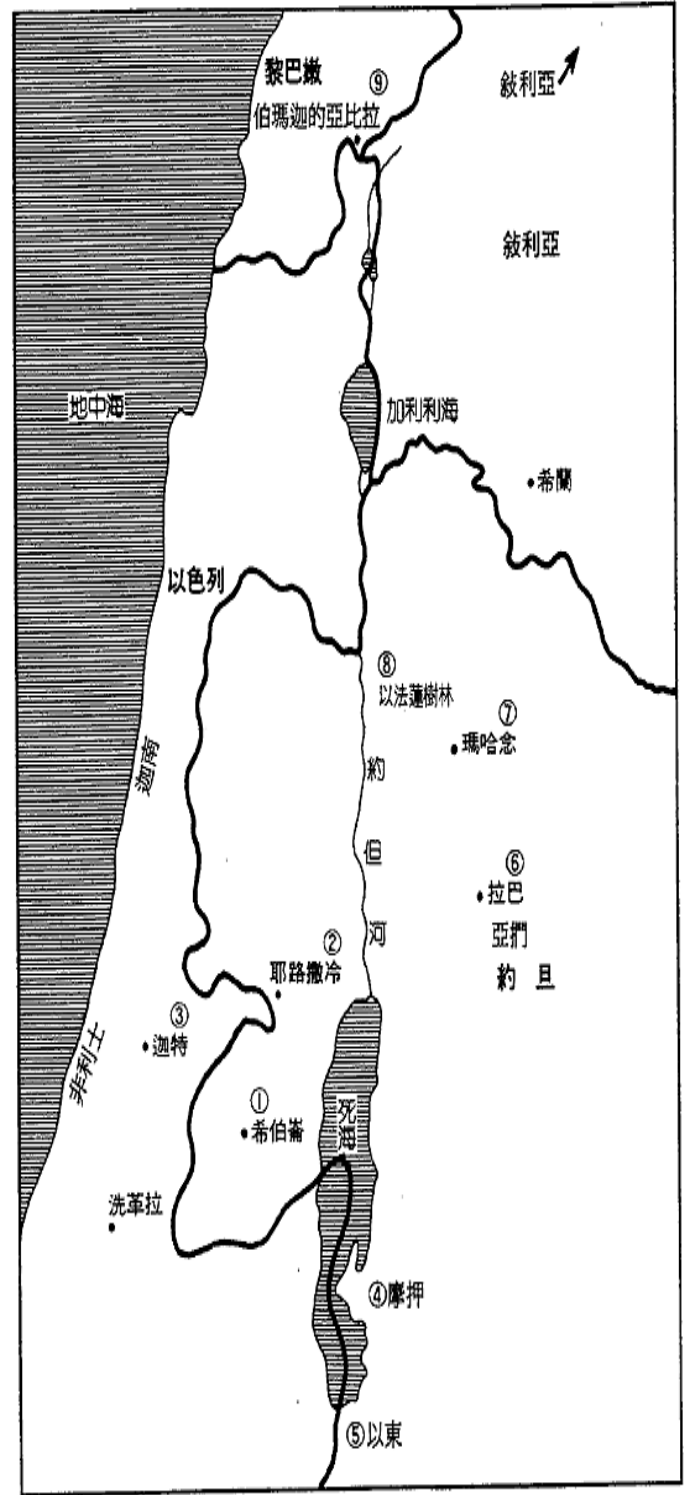 黎巴嫩
⑨
伯瑪迦的亞比拉
敍利亞
敍利亞
地中海
加利利海
希蘭
以色列
⑧
以法蓮樹林
⑦
瑪哈念
迦南
約但河
⑥
拉巴
亞捫
約旦
②
耶路撒冷
③
迦特
非利士
①
希伯崙
死海
洗革拉
④摩押
⑤以東